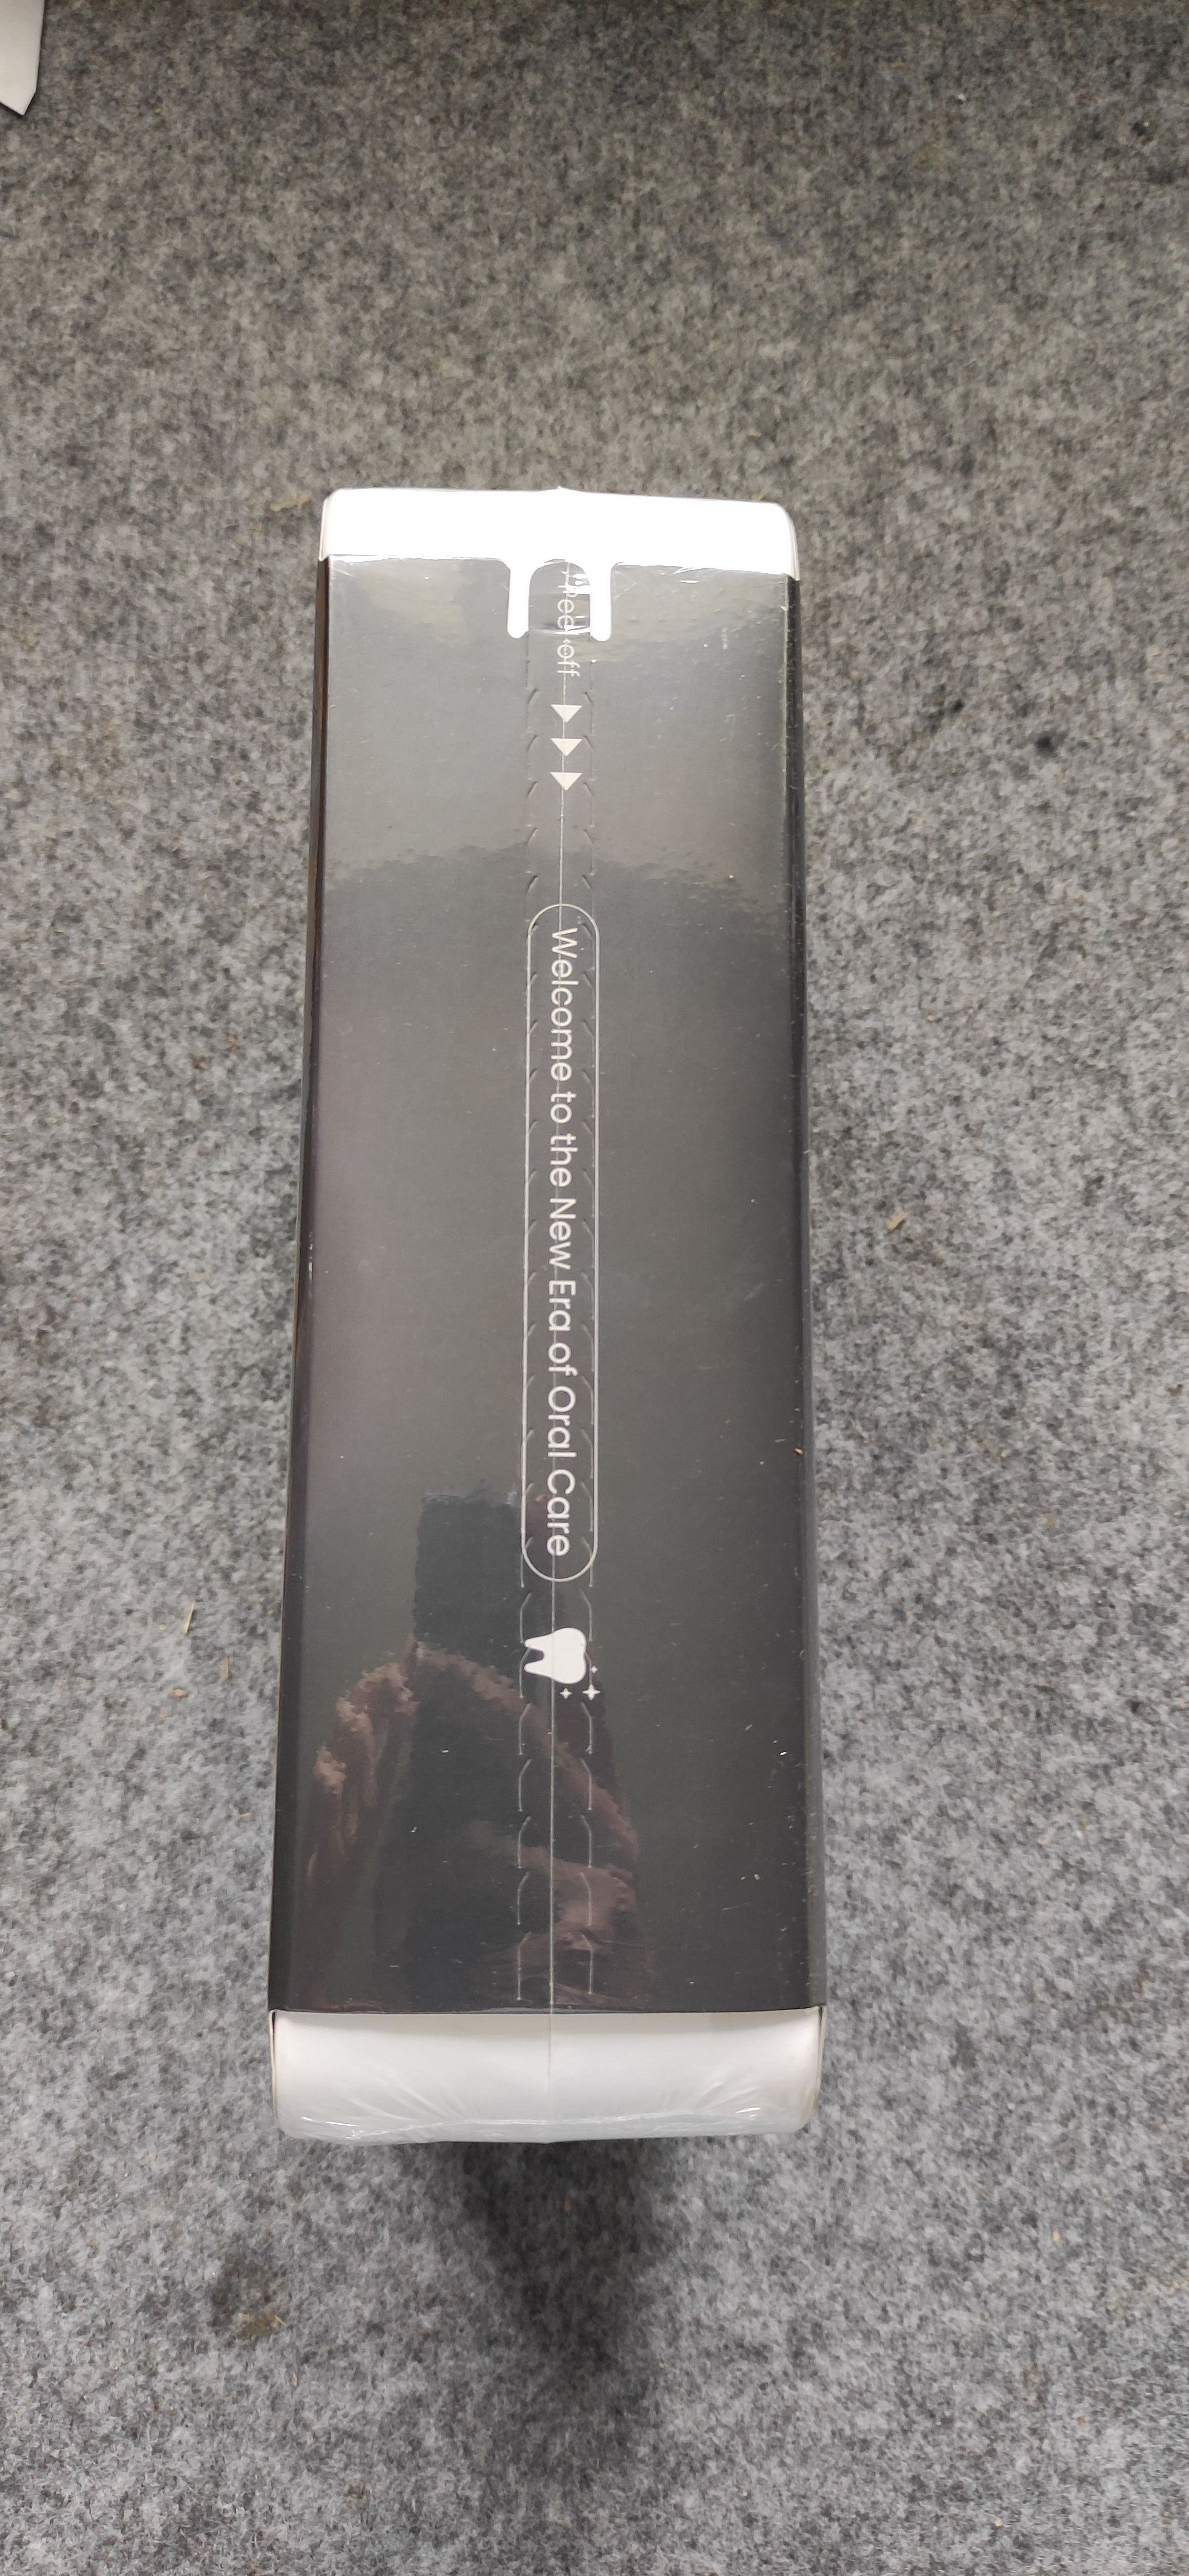 Peel off
Welcome to the New Era of Oral Care